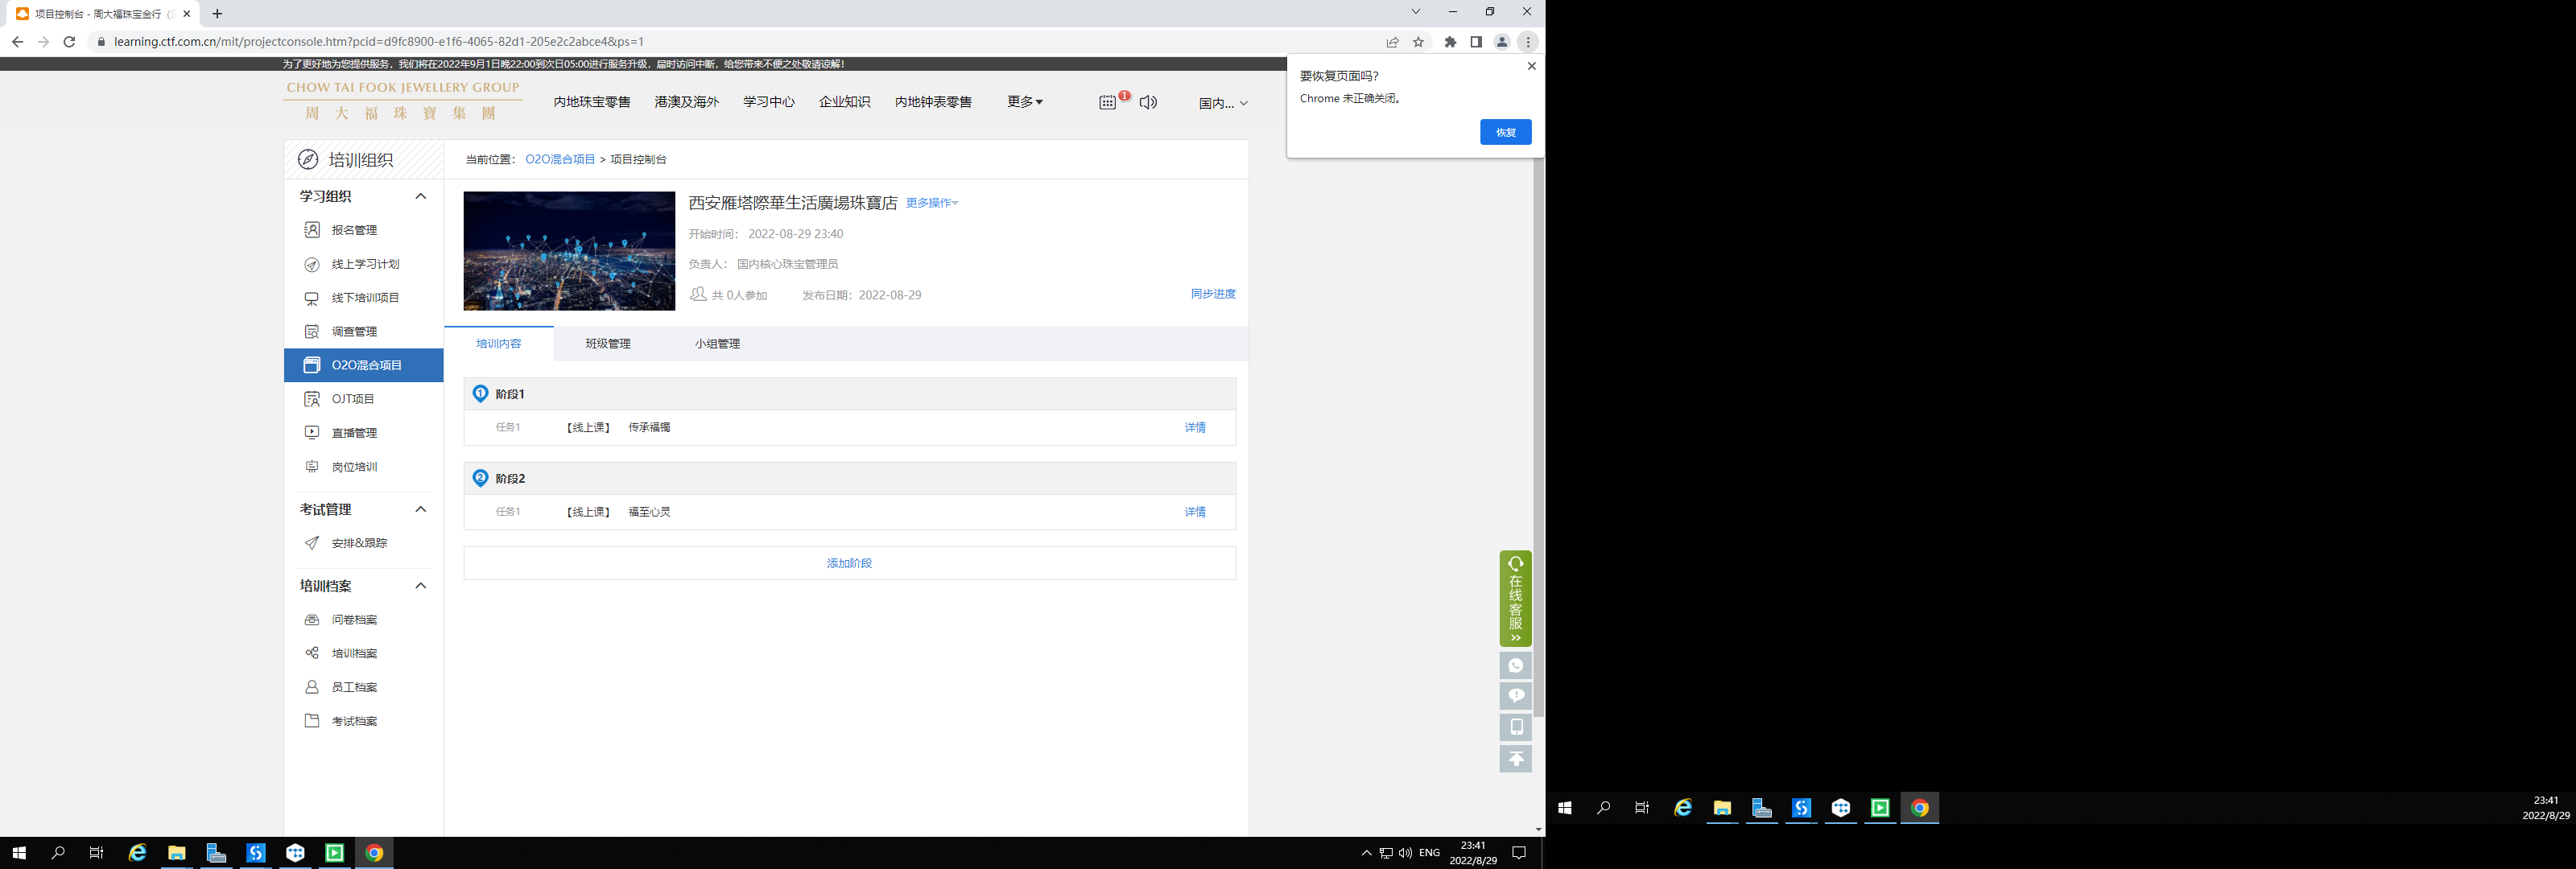 项目控制台 - 周大福珠宝金行
learning.ctf.com.cn/mit/projectconsole.htm?pcid=d9fc8900-e1f6-4065-82d1-205e2c2abce4&ps=1
为了更好地为您提供服务，我们将在2022年9月1日晚22:00到次日05:00进行服务升级，届时访问中断，给您带来不便之处敬请谅解！
要恢复页面吗?
Chrome 未正确关闭。
恢复
CHOW TAI FOOK JEWELLERY GROUP
周大福珠寶集團
内地珠宝零售 港澳及海外 学习中心 企业知识 内地钟表零售 更多 1 国内...
培训组织
当前位置： O2O混合项目 > 项目控制台
学习组织
报名管理
线上学习计划
线下培训项目
调查管理
O2O混合项目
OJT项目
直播管理
岗位培训
考试管理
安排&跟踪
培训档案
问卷档案
培训档案
员工档案
考试档案
西安雁塔際華生活廣場珠寶店 更多操作
开始时间： 2022-08-29 23:40
负责人： 国内核心珠宝管理员
共 0人参加 发布日期：2022-08-29 同步进度
培训内容 班级管理 小组管理
1 阶段1
任务1 【线上课】 传承福镯 详情
2 阶段2
任务1 【线上课】 福至心灵 详情
添加阶段
在线客服
ENG
23:41
2022/8/29
23:41
2022/8/29